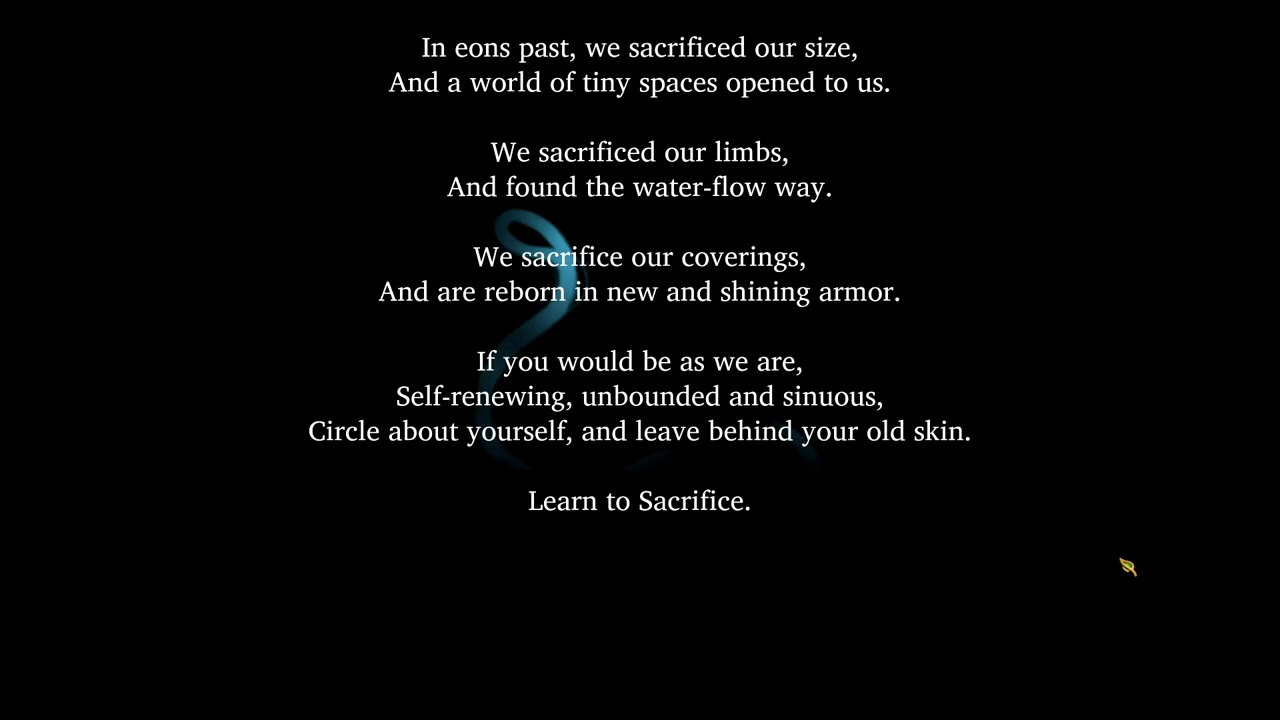 In eons past, we sacrificed our size,
And a world of tiny spaces opened to us.
We sacrificed our limbs,
And found the water-flow way.
We sacrifice our coverings,
And are reborn in new and shining armor.
If you would be as we are,
Self-renewing, unbounded and sinuous,
Circle about yourself, and leave behind your old skin.
Learn to Sacrifice.